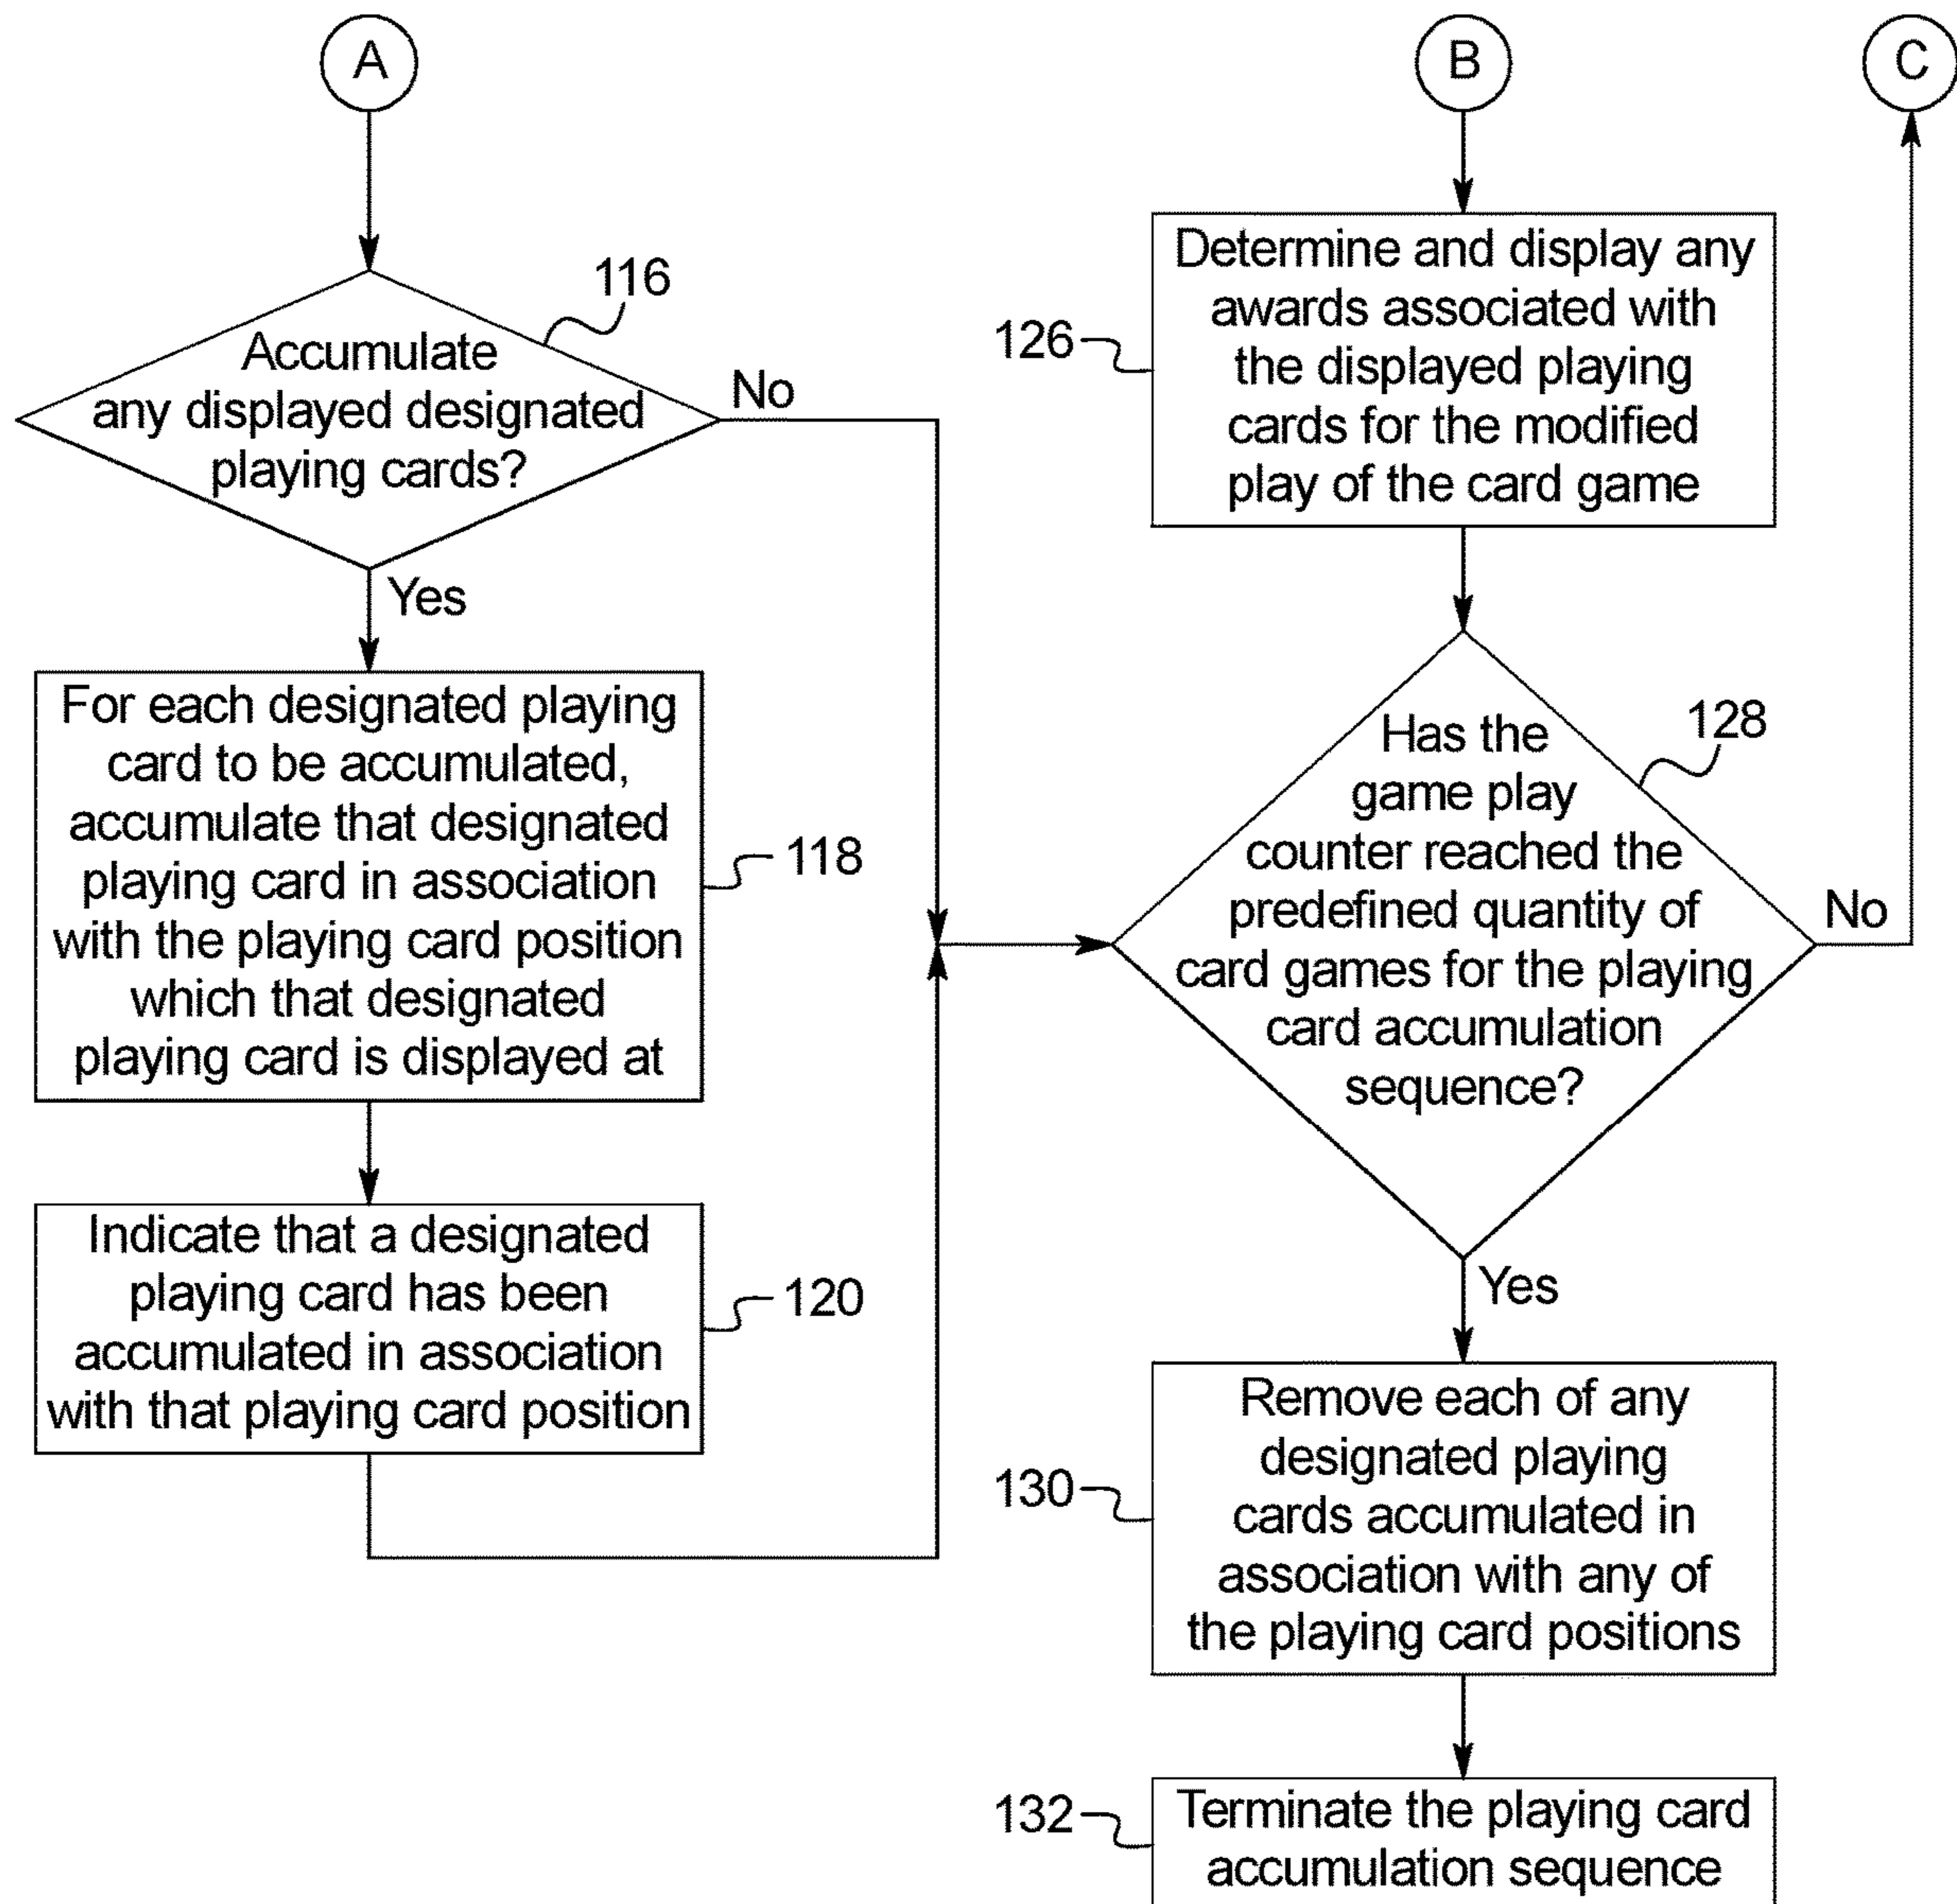 A
116
Accumulate
any displayed designated
playing cards?
No
Yes
For each designated playing
card to be accumulated,
accumulate that designated
playing card in association
with the playing card position
which that designated
playing card is displayed at
118
Indicate that a designated
playing card has been
accumulated in association
with that playing card position
120
B
C
126
Determine and display any
awards associated with
the displayed playing
cards for the modified
play of the card game
128
Has the
game play
counter reached the
predefined quantity of
card games for the playing
card accumulation
sequence?
No
Yes
130
Remove each of any
designated playing
cards accumulated in
association with any of
the playing card positions
132
Terminate the playing card
accumulation sequence